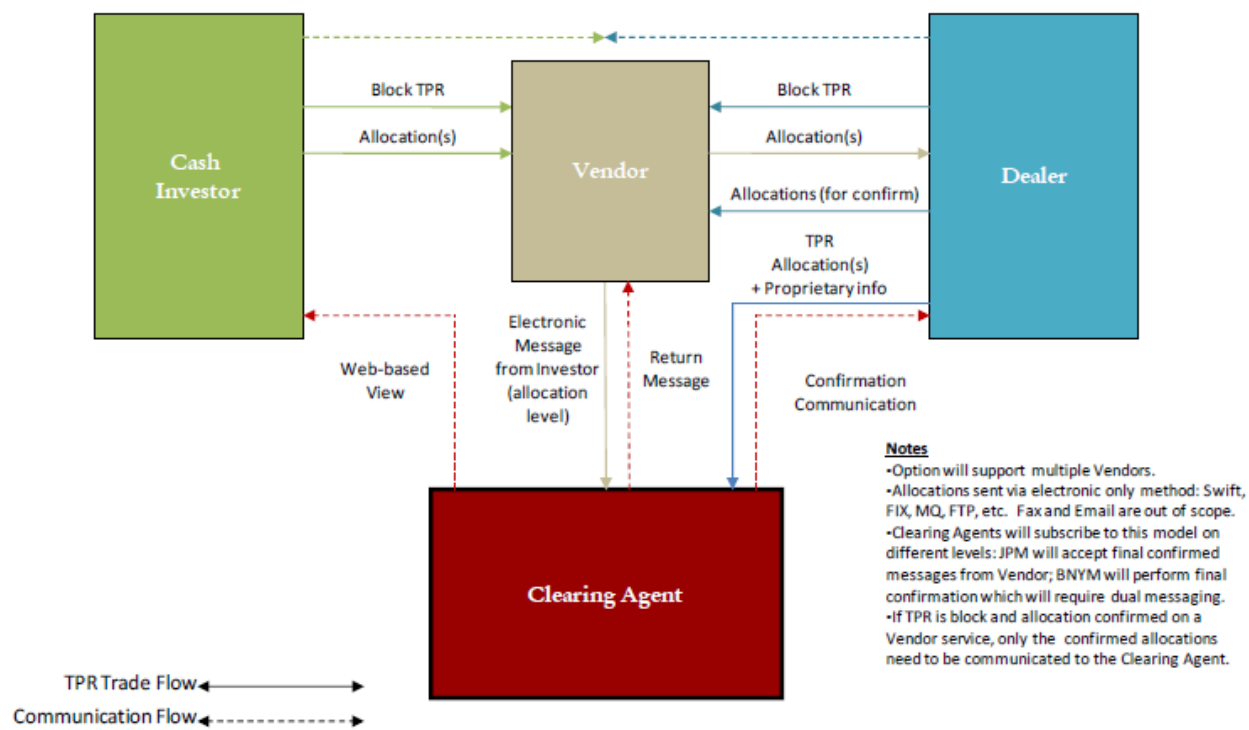 Block TPR
Block TPR
Allocation(s)
Allocation(s)
Cash
Investor
Vendor
Dealer
Allocations (for confirm)
TPR
Allocation(s)
+ Proprietary info
Electronic
Message
from Investor
(allocation
level)
Return
Message
Web-based
View
Confirmation
Communication
Notes
•Option will support multiple Vendors.
•Allocations sent via electronic only method: Swift,
FIX, MQ, FTP, etc. Fax and Email are out of scope.
•Clearing Agents will subscribe to this model on
different levels: JPM will accept final confirmed
messages from Vendor; BNYM will perform final
confirmation which will require dual messaging.
•If TPR is block and allocation confirmed on a
Vendor service, only the confirmed allocations
need to be communicated to the Clearing Agent.
Clearing Agent
TPR Trade Flow
Communication Flow